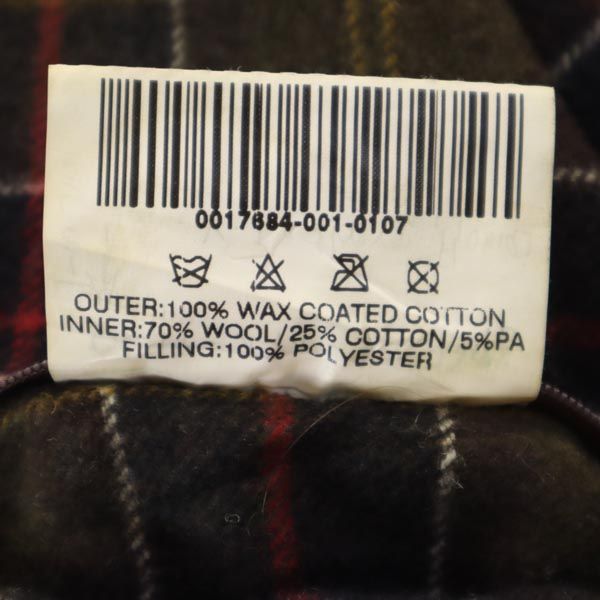 0017684-001-0107
OUTER:100% WAX COATED COTTON
INNER:70% WOOL/25% COTTON/5%PA
FILLING:100% POLYESTER